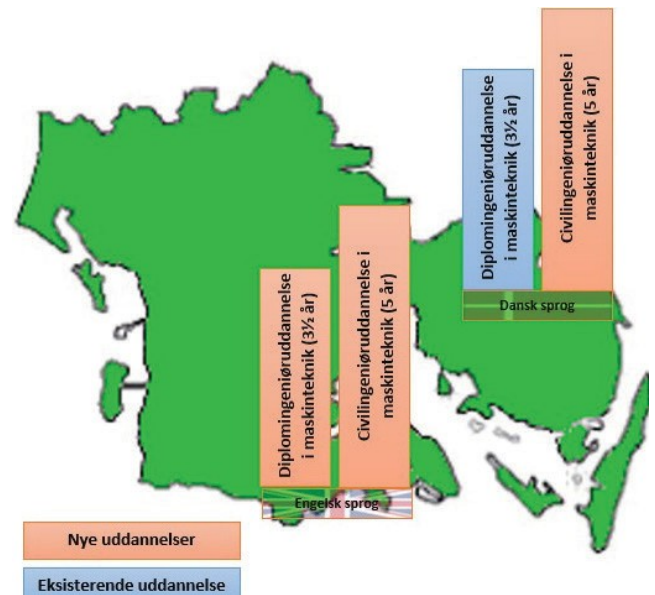 Diplomingeniøruddannelse
i maskinteknik (3½ år)
Civilingeniøruddannelse i
maskinteknik (5 år)
Dansk sprog
Diplomingeniøruddannelse
i maskinteknik (3½ år)
Civilingeniøruddannelse i
maskinteknik (5 år)
Engelsk sprog
Nye uddannelser
Eksisterende uddannelse